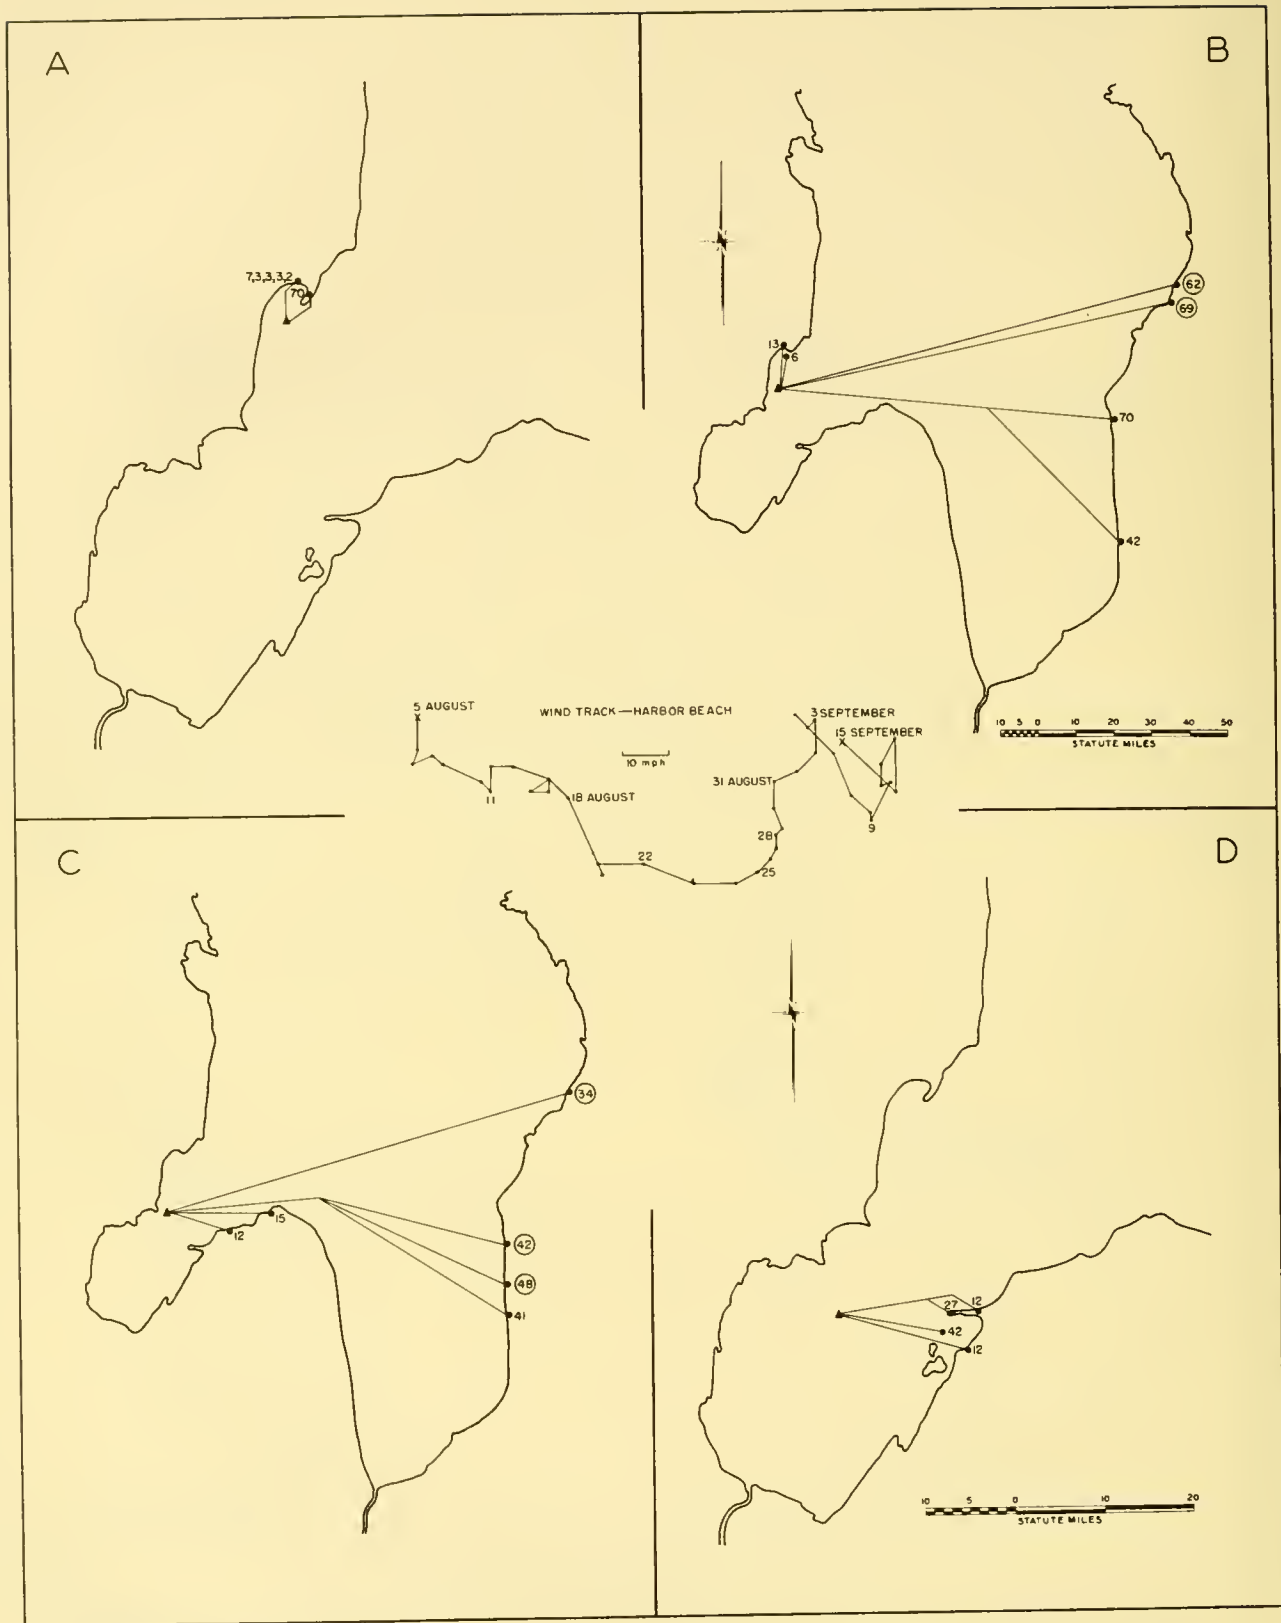 A
B
7,3,3,3,2
70
62
69
13
6
70
42
5 AUGUST
WIND TRACK—HARBOR BEACH
3 SEPTEMBER
15 SEPTEMBER
10 mph
10 5 0 10 20 30 40 50
STATUTE MILES
11
18 AUGUST
31 AUGUST
9
28
22
25
C
D
34
15
12
42
48
41
27
12
42
12
10 5 0 10 20
STATUTE MILES